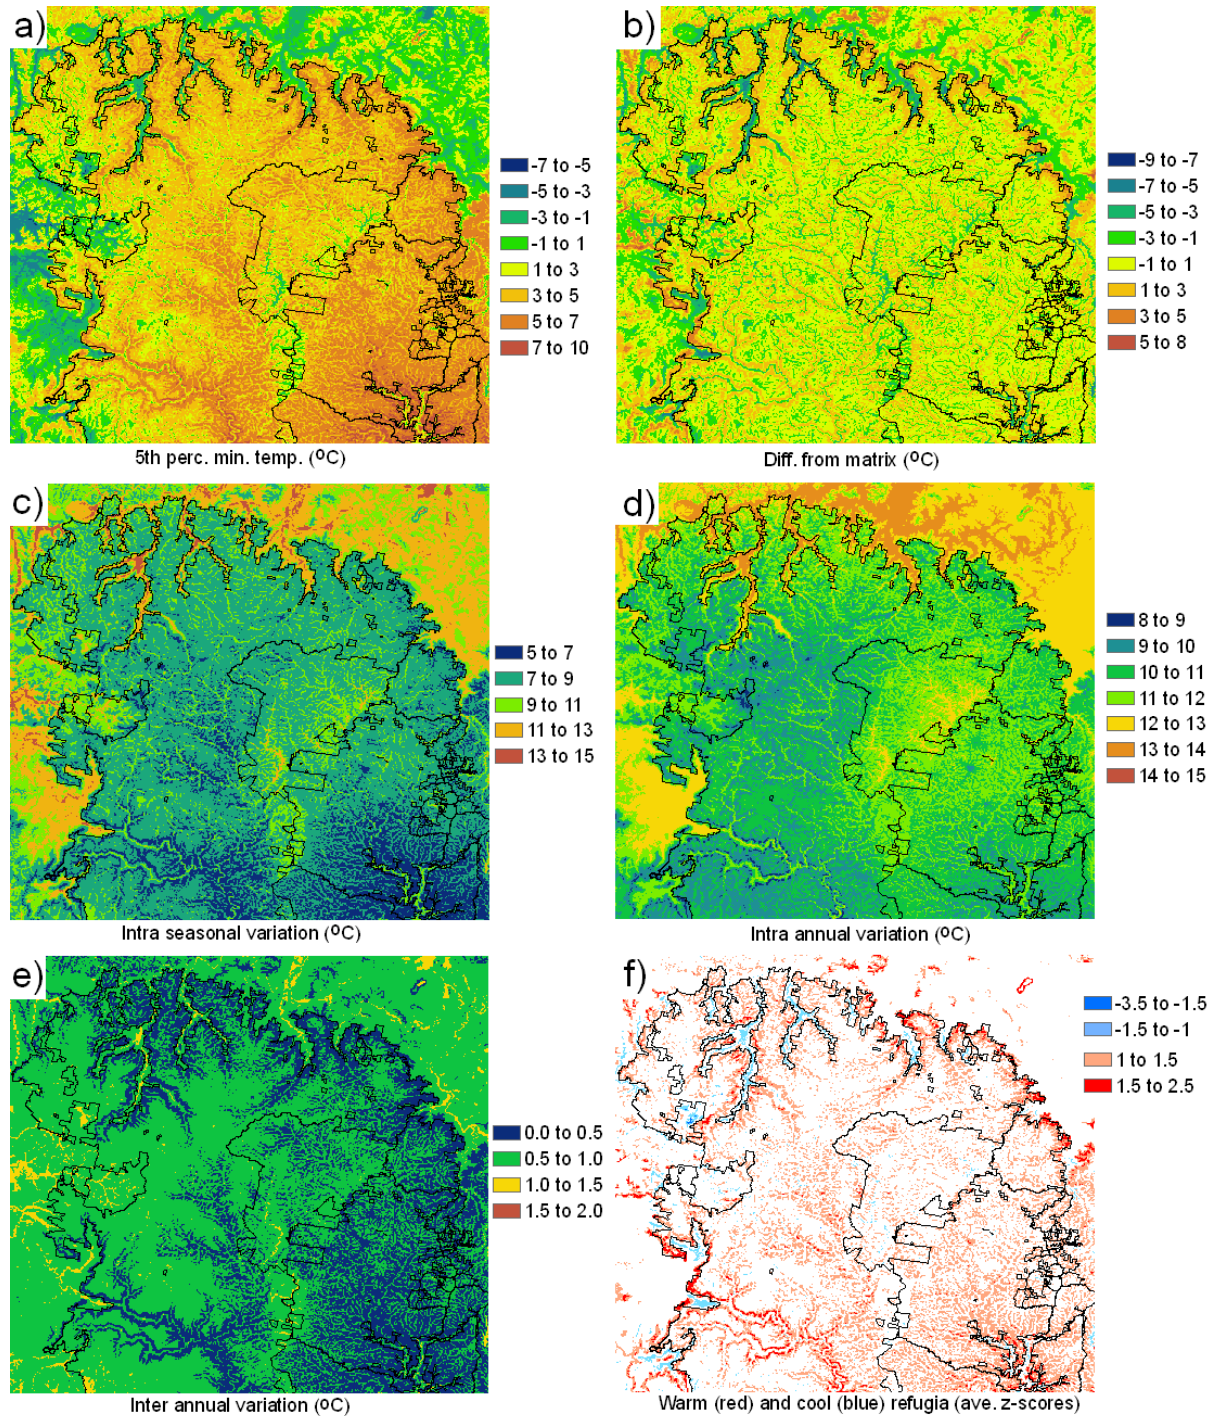 a)
-7 to -5
-5 to -3
-3 to -1
-1 to 1
1 to 3
3 to 5
5 to 7
7 to 10
5th perc. min. temp. (ºC)
b)
-9 to -7
-7 to -5
-5 to -3
-3 to -1
-1 to 1
1 to 3
3 to 5
5 to 8
Diff. from matrix (ºC)
c)
5 to 7
7 to 9
9 to 11
11 to 13
13 to 15
Intra seasonal variation (ºC)
d)
8 to 9
9 to 10
10 to 11
11 to 12
12 to 13
13 to 14
14 to 15
Intra annual variation (ºC)
e)
0.0 to 0.5
0.5 to 1.0
1.0 to 1.5
1.5 to 2.0
Inter annual variation (ºC)
f)
-3.5 to -1.5
-1.5 to -1
1 to 1.5
1.5 to 2.5
Warm (red) and cool (blue) refugia (ave. z-scores)